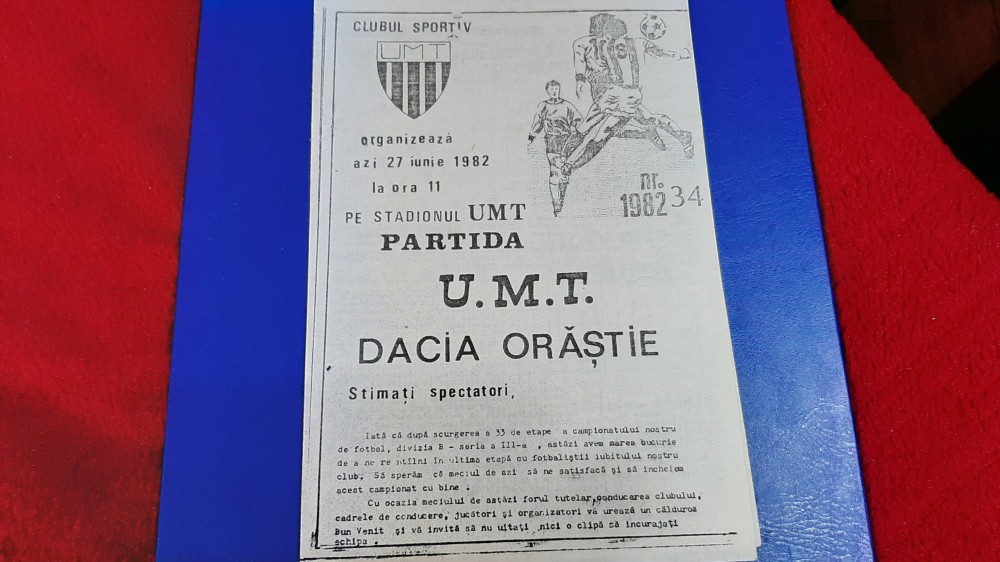 CLUBUL SPORTIV
UMT
organizează
azi 27 iunie 1982
la ora 11
nr.
1982 34
PE STADIONUL UMT
PARTIDA
U.M.T.
DACIA ORĂȘTIE
Stimați spectatori,
Iată că după scurgerea a 33 de etape a campionatului nostru
de fotbal, divizia B - seria a III-a , astăzi avem marea bucurie
de a ne re ntîlni în ultima etapă cu fotbaliștii iubitului nostru
club. Să sperăm că meciul de azi să ne satisfacă și să încheiem
acest campionat cu bine .
Cu ocazia meciului de astăzi forul tutelar,conducerea clubului,
cadrele de conducere, jucători și organizatori vă urează un călduros
Bun Venit și vă invită să nu uitați nici o clipă să încurajați
echipa .